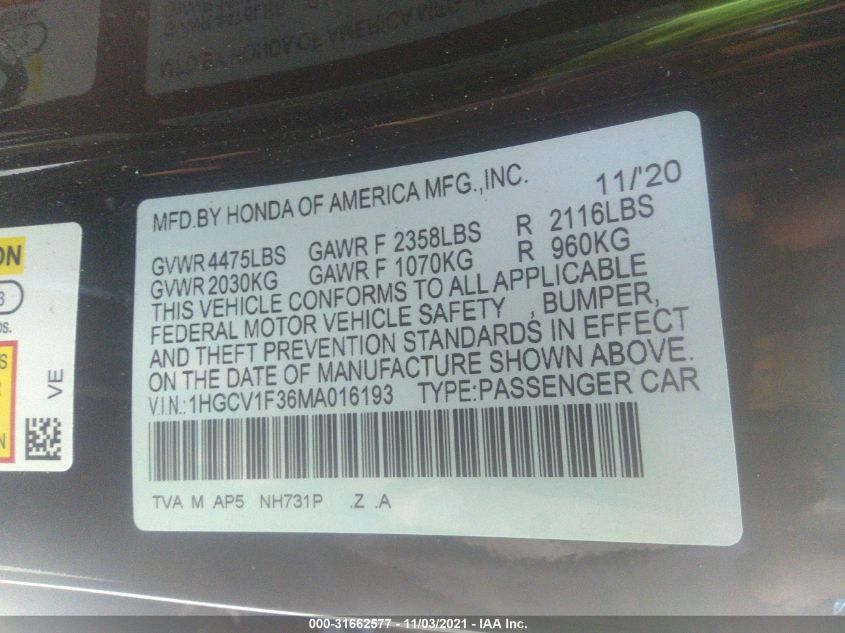 MFD.BY HONDA OF AMERICA MFG.,INC. 11/'20
GVWR 4475LBS GAWR F 2358LBS R 2116LBS
GVWR 2030KG GAWR F 1070KG R 960KG
THIS VEHICLE CONFORMS TO ALL APPLICABLE
FEDERAL MOTOR VEHICLE SAFETY , BUMPER,
AND THEFT PREVENTION STANDARDS IN EFFECT
ON THE DATE OF MANUFACTURE SHOWN ABOVE.
V.I.N.: 1HGCV1F36MA016193 TYPE:PASSENGER CAR
TVA M AP5 NH731P .Z .A
VE
000-31662577 - 11/03/2021 - IAA Inc.